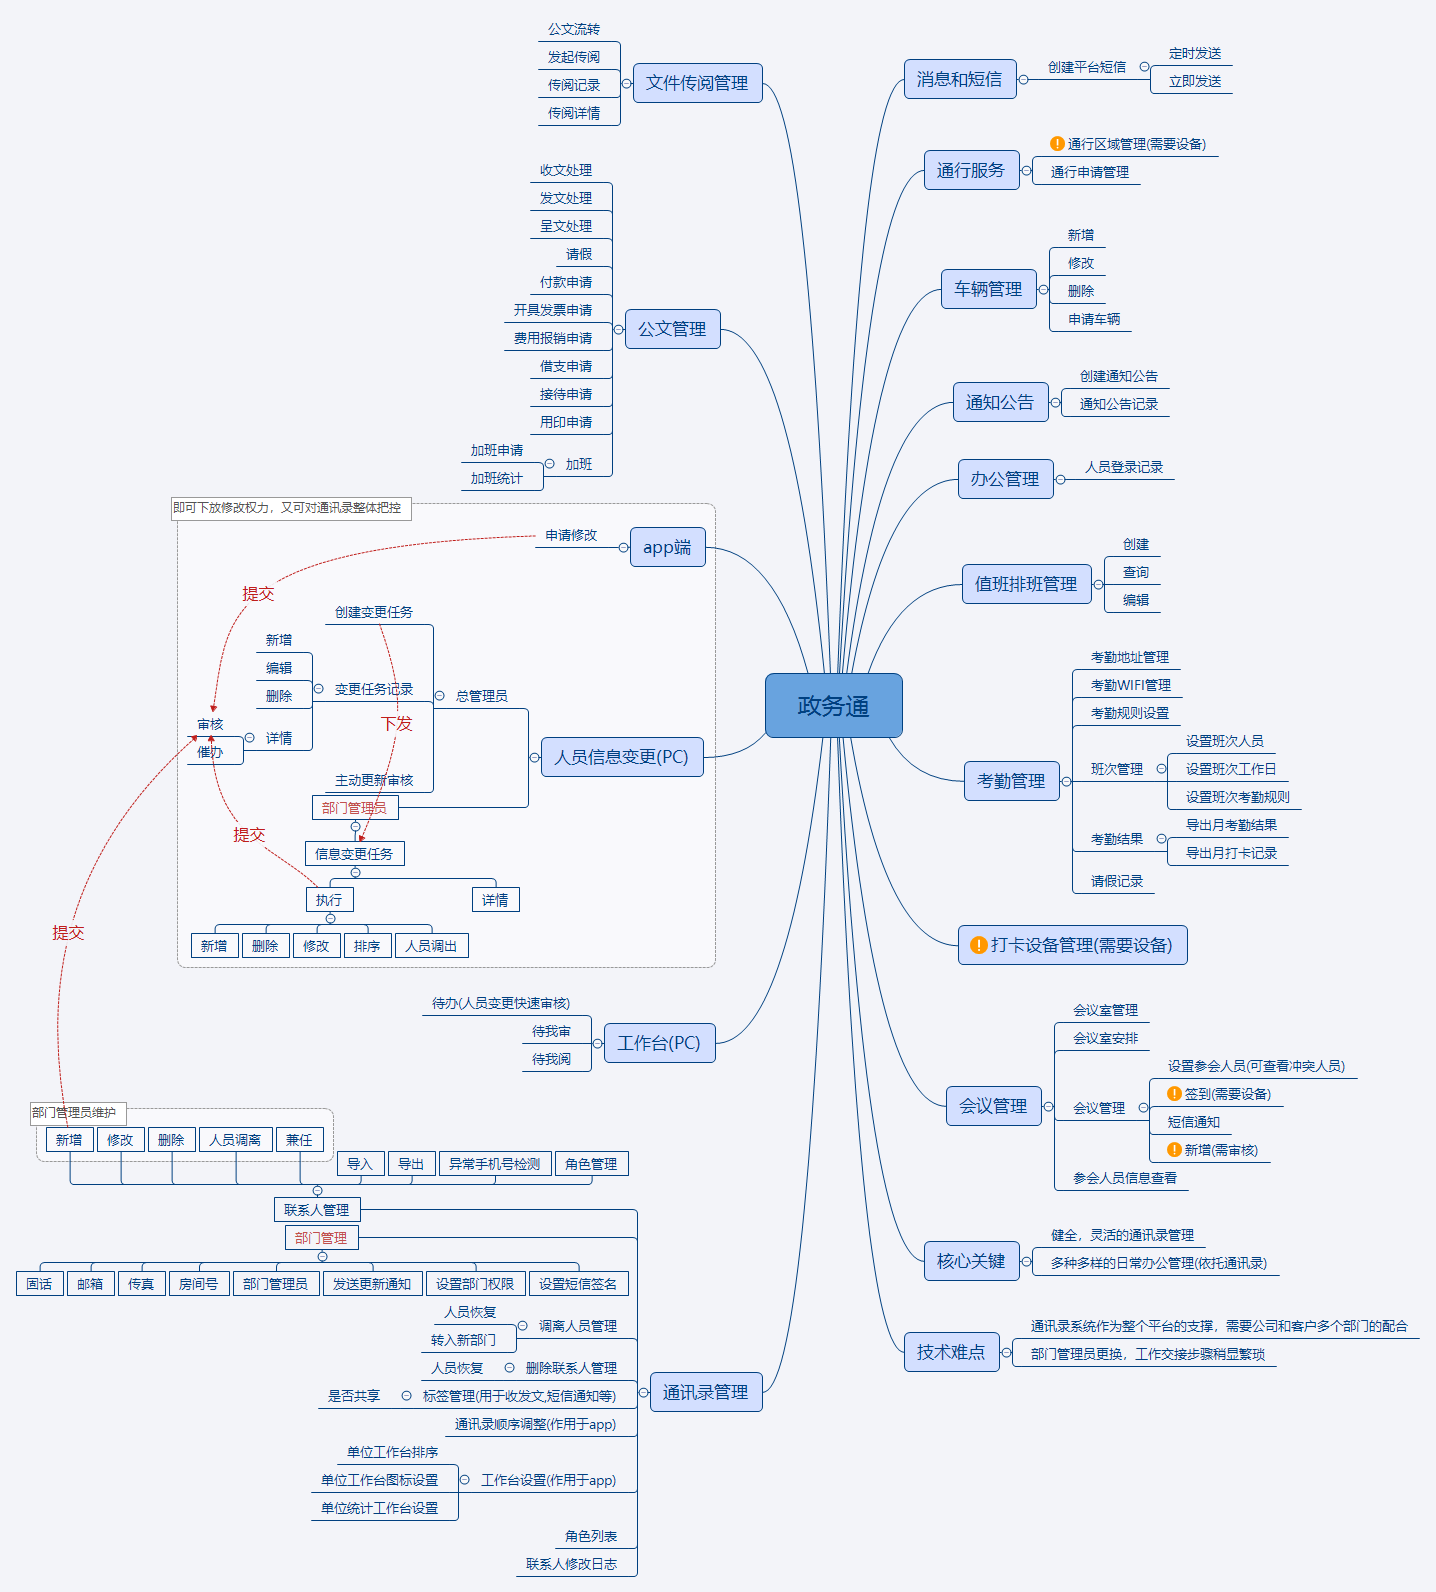 政务通
文件传阅管理
公文流转
发起传阅
传阅记录
传阅详情
公文管理
收文处理
发文处理
呈文处理
请假
付款申请
开具发票申请
费用报销申请
借支申请
接待申请
用印申请
加班
加班申请
加班统计
即可下放修改权力，又可对通讯录整体把控
app端
申请修改
提交
人员信息变更(PC)
总管理员
创建变更任务
变更任务记录
新增
编辑
删除
详情
审核
催办
下发
主动更新审核
部门管理员
信息变更任务
提交
执行
详情
新增
删除
修改
排序
人员调出
提交
工作台(PC)
待办(人员变更快速审核)
待我审
待我阅
通讯录管理
部门管理员维护
新增
修改
删除
人员调离
兼任
导入
导出
异常手机号检测
角色管理
联系人管理
部门管理
固话
邮箱
传真
房间号
部门管理员
发送更新通知
设置部门权限
设置短信签名
调离人员管理
人员恢复
转入新部门
删除联系人管理
人员恢复
标签管理(用于收发文,短信通知等)
是否共享
通讯录顺序调整(作用于app)
工作台设置(作用于app)
单位工作台排序
单位工作台图标设置
单位统计工作台设置
角色列表
联系人修改日志
消息和短信
创建平台短信
定时发送
立即发送
通行服务
通行区域管理(需要设备)
通行申请管理
车辆管理
新增
修改
删除
申请车辆
通知公告
创建通知公告
通知公告记录
办公管理
人员登录记录
值班排班管理
创建
查询
编辑
考勤管理
考勤地址管理
考勤WIFI管理
考勤规则设置
班次管理
设置班次人员
设置班次工作日
设置班次考勤规则
考勤结果
导出月考勤结果
导出月打卡记录
请假记录
打卡设备管理(需要设备)
会议管理
会议室管理
会议室安排
会议管理
设置参会人员(可查看冲突人员)
签到(需要设备)
短信通知
新增(需审核)
参会人员信息查看
核心关键
健全，灵活的通讯录管理
多种多样的日常办公管理(依托通讯录)
技术难点
通讯录系统作为整个平台的支撑，需要公司和客户多个部门的配合
部门管理员更换，工作交接步骤稍显繁琐